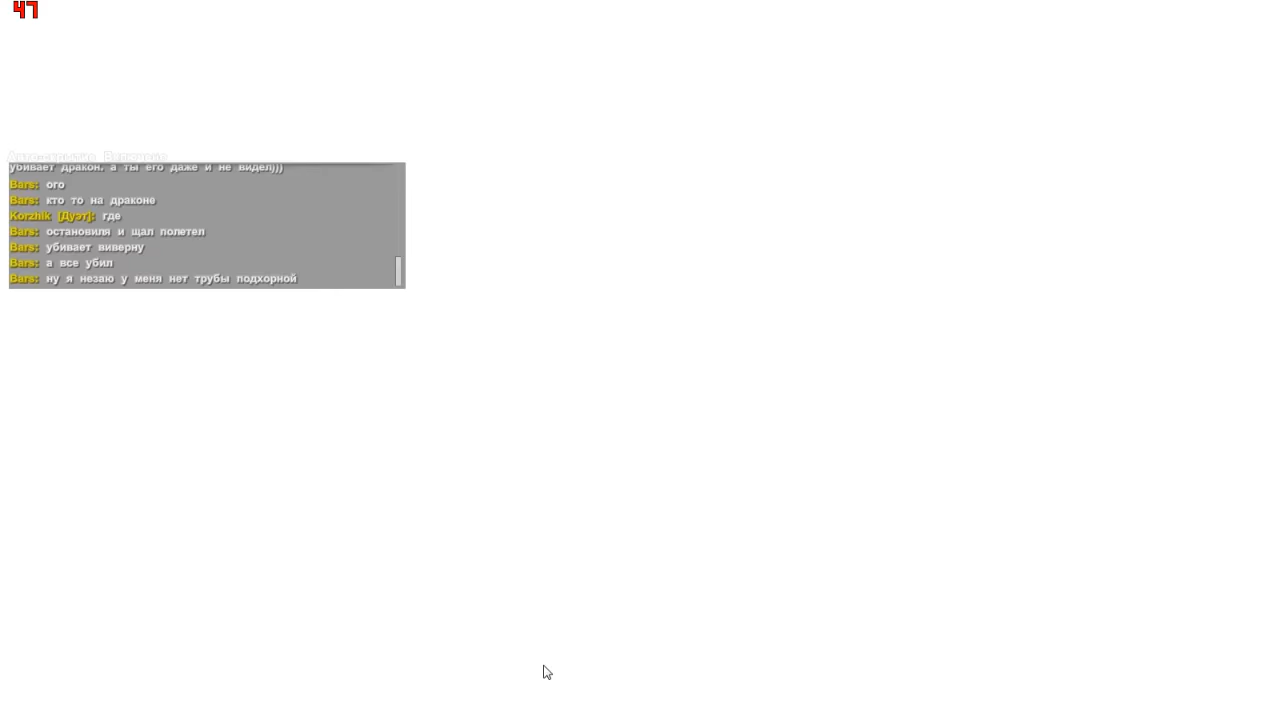 47
убивает дракон. а ты его даже и не видел)))
Bars: ого
Bars: кто то на драконе
Korzhik [Дуэт]: где
Bars: остановиля и щал полетел
Bars: убивает виверну
Bars: а все убил
Bars: ну я незаю у меня нет трубы подхорной